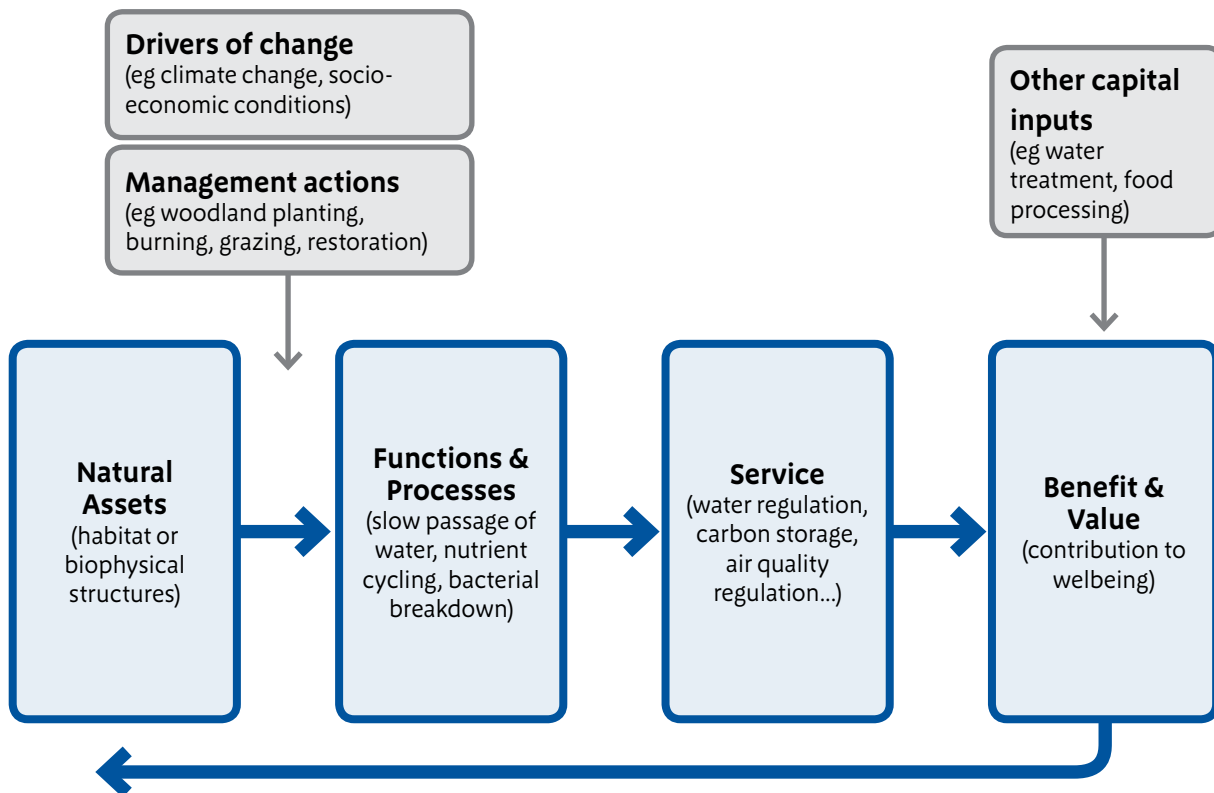 Drivers of change
(eg climate change, socio-
economic conditions)
Management actions
(eg woodland planting,
burning, grazing, restoration)
Other capital
inputs
(eg water
treatment, food
processing)
Natural
Assets
(habitat or
biophysical
structures)
Functions &
Processes
(slow passage of
water, nutrient
cycling, bacterial
breakdown)
Service
(water regulation,
carbon storage,
air quality
regulation...)
Benefit &
Value
(contribution to
welbeing)